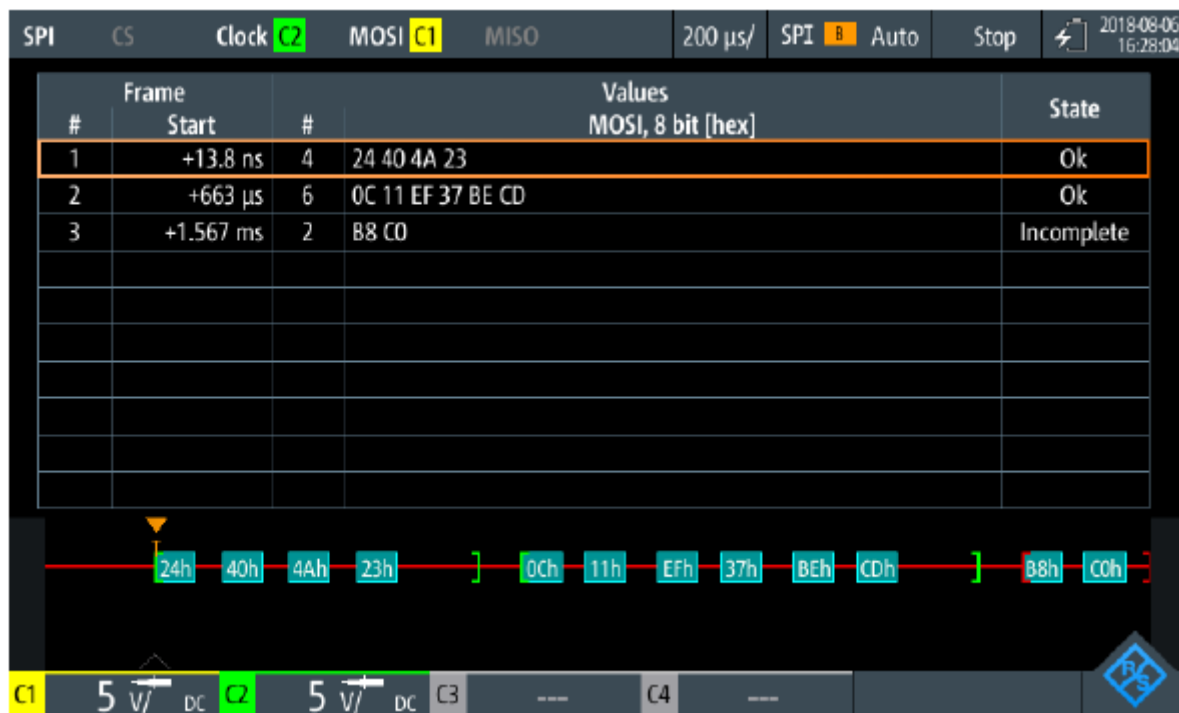 SPI CS Clock C2 MOSI C1 MISO 200 µs/ SPI B Auto Stop 2018-08-06
16:28:04
Frame Values State
# Start # MOSI, 8 bit [hex]
1 +13.8 ns 4 24 40 4A 23 Ok
2 +663 µs 6 0C 11 EF 37 BE CD Ok
3 +1.567 ms 2 B8 C0 Incomplete
T
24h 40h 4Ah 23h 0Ch 11h EFh 37h BEh CDh B8h C0h
C1 5 V/ DC C2 5 V/ DC C3 --- C4 ---
R&S